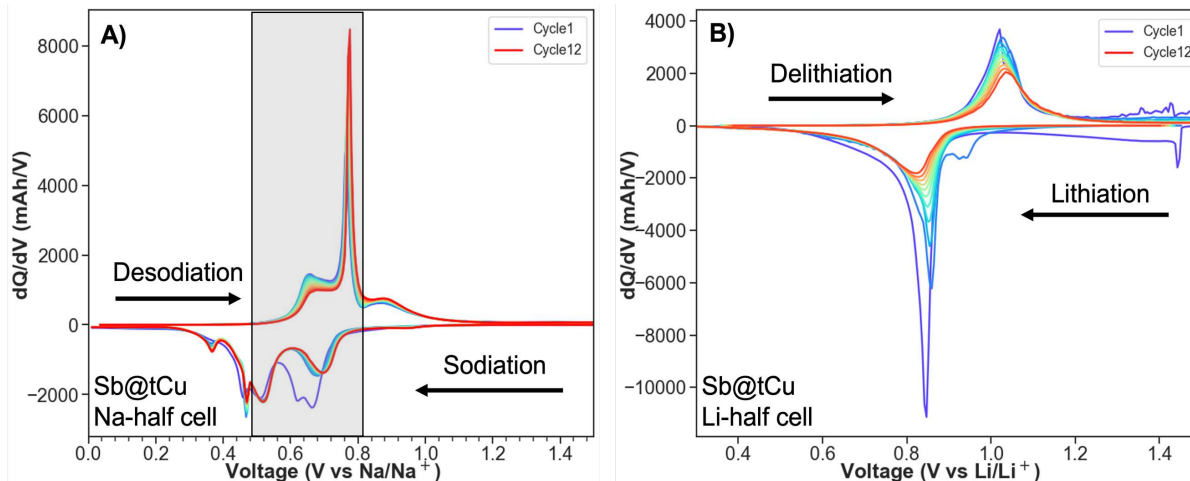 A)
Cycle1
Cycle12
8000
6000
4000
2000
0
−2000
dQ/dV (mAh/V)
Desodiation
Sodiation
Sb@tCu
Na-half cell
0.0 0.2 0.4 0.6 0.8 1.0 1.2 1.4
Voltage (V vs Na/Na⁺)
B)
Cycle1
Cycle12
4000
2000
0
−2000
−4000
−6000
−8000
−10000
dQ/dV (mAh/V)
Delithiation
Lithiation
Sb@tCu
Li-half cell
0.4 0.6 0.8 1.0 1.2 1.4
Voltage (V vs Li/Li⁺)